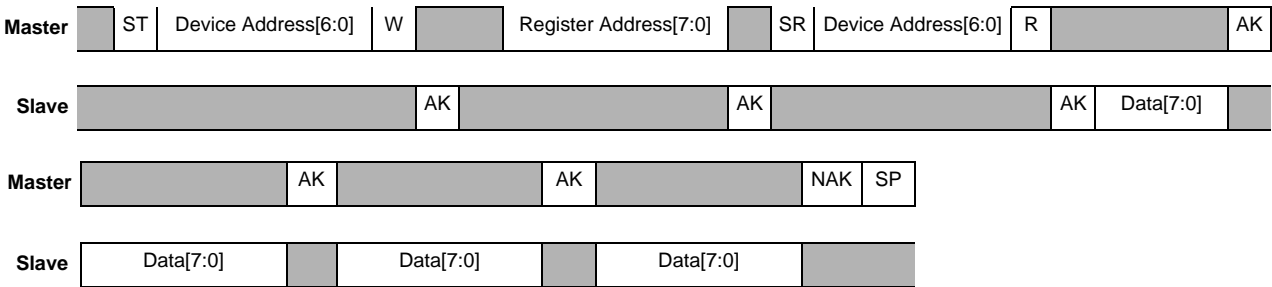 Master ST Device Address[6:0] W Register Address[7:0] SR Device Address[6:0] R AK
Slave AK AK AK Data[7:0]
Master AK AK NAK SP
Slave Data[7:0] Data[7:0] Data[7:0]